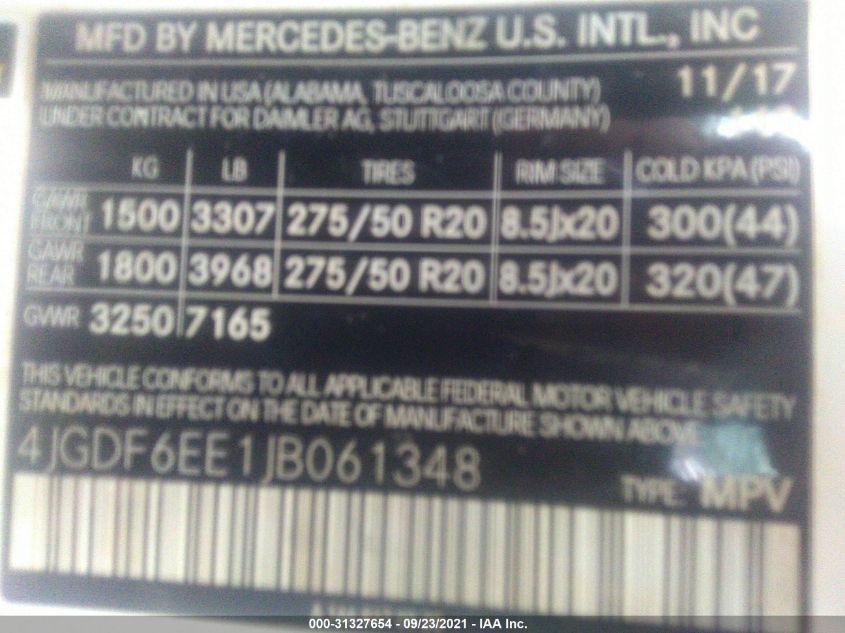 MFD BY MERCEDES-BENZ U.S. INTL., INC
MANUFACTURED IN USA (ALABAMA, TUSCALOOSA COUNTY) 11/17
UNDER CONTRACT FOR DAIMLER AG, STUTTGART (GERMANY)
KG LB TIRES RIM SIZE COLD KPA (PSI)
GAWR FRONT 1500 3307 275/50 R20 8.5Jx20 300(44)
GAWR REAR 1800 3968 275/50 R20 8.5Jx20 320(47)
GVWR 3250 7165
THIS VEHICLE CONFORMS TO ALL APPLICABLE FEDERAL MOTOR VEHICLE SAFETY
STANDARDS IN EFFECT ON THE DATE OF MANUFACTURE SHOWN ABOVE.
4JGDF6EE1JB061348
TYPE: MPV
000-31327654 - 09/23/2021 - IAA Inc.